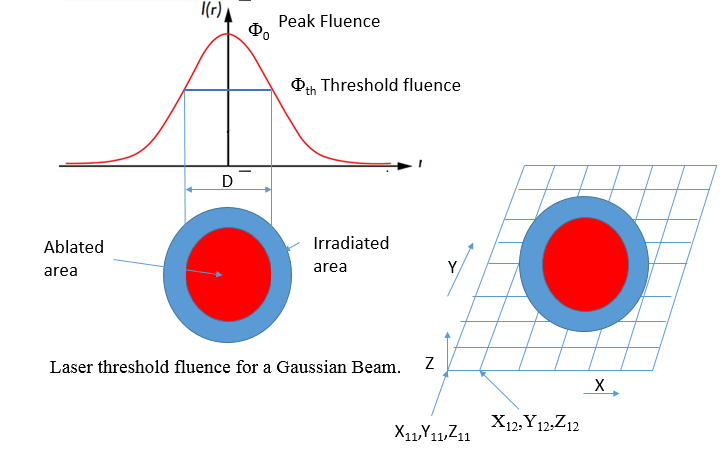 I(r)
Φ₀ Peak Fluence
Φₜₕ Threshold fluence
r
D
Ablated
area
Irradiated
area
Laser threshold fluence for a Gaussian Beam.
Y
Z
X
X₁₁,Y₁₁,Z₁₁
X₁₂,Y₁₂,Z₁₂